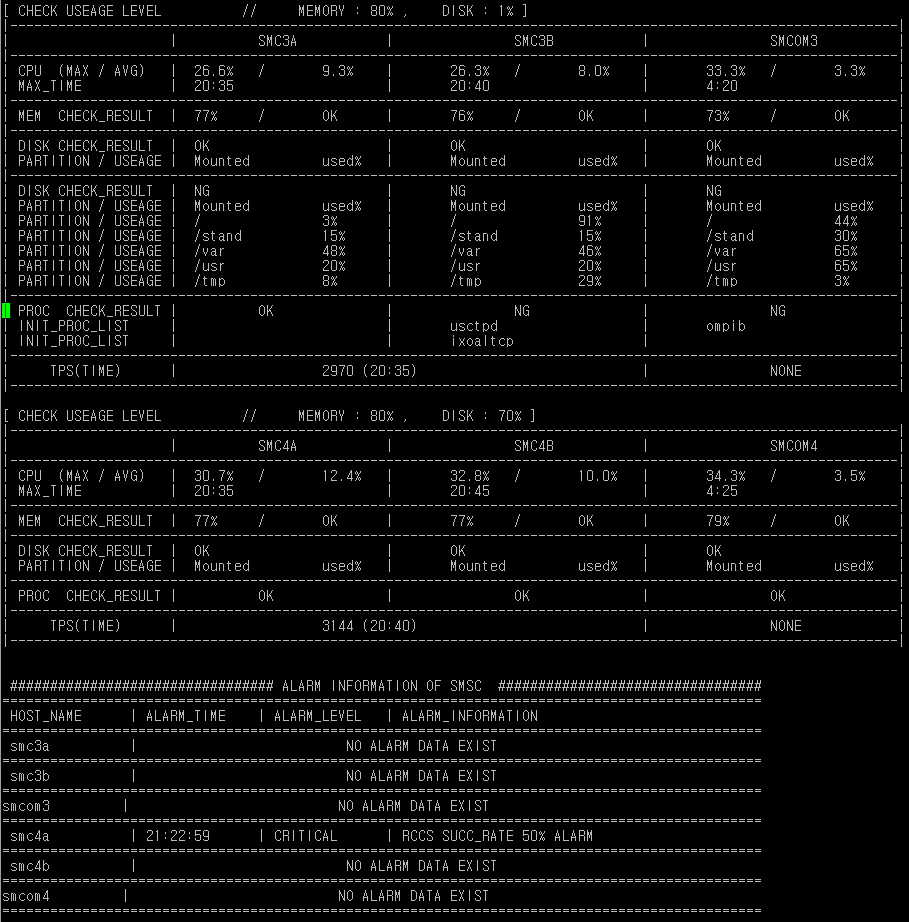 [ CHECK USEAGE LEVEL // MEMORY : 80% , DISK : 1% ]
|----------------------------------------------------------------------------------------------------------------|
| | SMC3A | SMC3B | SMCOM3 |
|----------------------------------------------------------------------------------------------------------------|
| CPU (MAX / AVG) | 26.6% / 9.3% | 26.3% / 8.0% | 33.3% / 3.3% |
| MAX_TIME | 20:35 | 20:40 | 4:20 |
|----------------------------------------------------------------------------------------------------------------|
| MEM CHECK_RESULT | 77% / OK | 76% / OK | 73% / OK |
|----------------------------------------------------------------------------------------------------------------|
| DISK CHECK_RESULT | OK | OK | OK |
| PARTITION / USEAGE | Mounted used% | Mounted used% | Mounted used% |
|----------------------------------------------------------------------------------------------------------------|
| DISK CHECK_RESULT | NG | NG | NG |
| PARTITION / USEAGE | Mounted used% | Mounted used% | Mounted used% |
| PARTITION / USEAGE | / 3% | / 91% | / 44% |
| PARTITION / USEAGE | /stand 15% | /stand 15% | /stand 30% |
| PARTITION / USEAGE | /var 48% | /var 46% | /var 65% |
| PARTITION / USEAGE | /usr 20% | /usr 20% | /usr 65% |
| PARTITION / USEAGE | /tmp 8% | /tmp 29% | /tmp 3% |
|----------------------------------------------------------------------------------------------------------------|
| PROC CHECK_RESULT | OK | NG | NG |
| INIT_PROC_LIST | | usctpd | ompib |
| INIT_PROC_LIST | | ixoaltcp | |
|----------------------------------------------------------------------------------------------------------------|
| TPS(TIME) | 2970 (20:35) | NONE |
|----------------------------------------------------------------------------------------------------------------|
[ CHECK USEAGE LEVEL // MEMORY : 80% , DISK : 70% ]
|----------------------------------------------------------------------------------------------------------------|
| | SMC4A | SMC4B | SMCOM4 |
|----------------------------------------------------------------------------------------------------------------|
| CPU (MAX / AVG) | 30.7% / 12.4% | 32.8% / 10.0% | 34.3% / 3.5% |
| MAX_TIME | 20:35 | 20:45 | 4:25 |
|----------------------------------------------------------------------------------------------------------------|
| MEM CHECK_RESULT | 77% / OK | 77% / OK | 79% / OK |
|----------------------------------------------------------------------------------------------------------------|
| DISK CHECK_RESULT | OK | OK | OK |
| PARTITION / USEAGE | Mounted used% | Mounted used% | Mounted used% |
|----------------------------------------------------------------------------------------------------------------|
| PROC CHECK_RESULT | OK | OK | OK |
|----------------------------------------------------------------------------------------------------------------|
| TPS(TIME) | 3144 (20:40) | NONE |
|----------------------------------------------------------------------------------------------------------------|
################################# ALARM INFORMATION OF SMSC #################################
===============================================================================================
HOST_NAME | ALARM_TIME | ALARM_LEVEL | ALARM_INFORMATION
===============================================================================================
smc3a | NO ALARM DATA EXIST
===============================================================================================
smc3b | NO ALARM DATA EXIST
===============================================================================================
smcom3 | NO ALARM DATA EXIST
===============================================================================================
smc4a | 21:22:59 | CRITICAL | RCCS SUCC_RATE 50% ALARM
===============================================================================================
smc4b | NO ALARM DATA EXIST
===============================================================================================
smcom4 | NO ALARM DATA EXIST
===============================================================================================